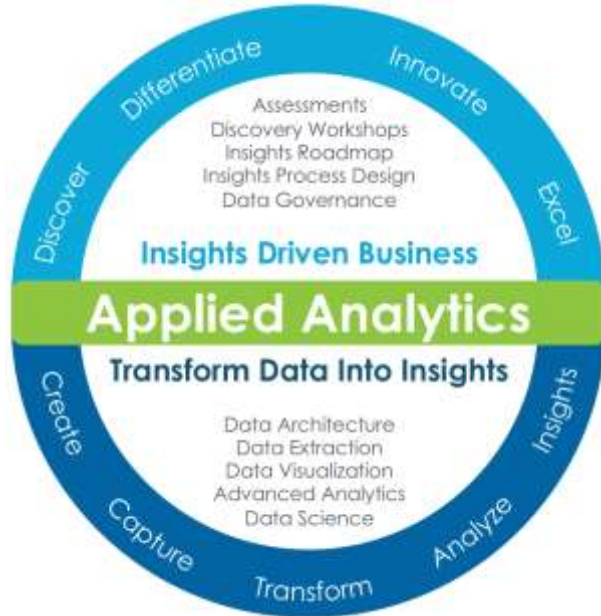 Discover
Differentiate
Innovate
Excel
Assessments
Discovery Workshops
Insights Roadmap
Insights Process Design
Data Governance
Insights Driven Business
Applied Analytics
Transform Data Into Insights
Data Architecture
Data Extraction
Data Visualization
Advanced Analytics
Data Science
Create
Capture
Transform
Analyze
Insights